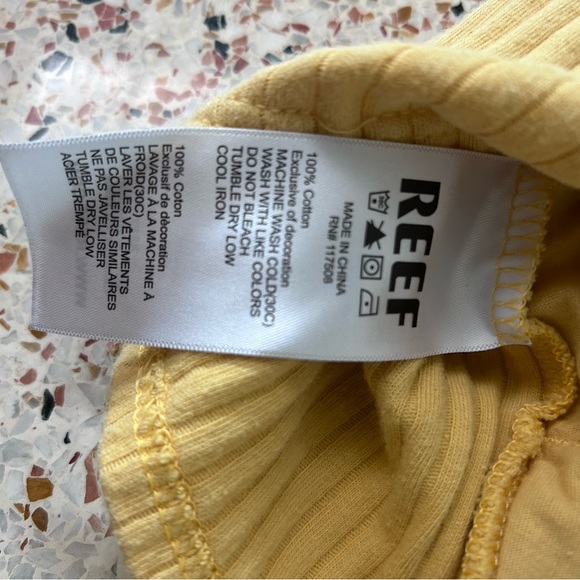 REEF
MADE IN CHINA
RN# 117508
100% Cotton
Exclusive of decoration
MACHINE WASH COLD(30C)
WASH WITH LIKE COLORS
DO NOT BLEACH
TUMBLE DRY LOW
COOL IRON
100% Coton
Exclusif de décoration
LAVAGE À LA MACHINE À
FROID(30C)
LAVER LES VÊTEMENTS
DE COULEURS SIMILAIRES
NE PAS JAVELLISER
TUMBLE DRY LOW
ACIER TREMPÉ